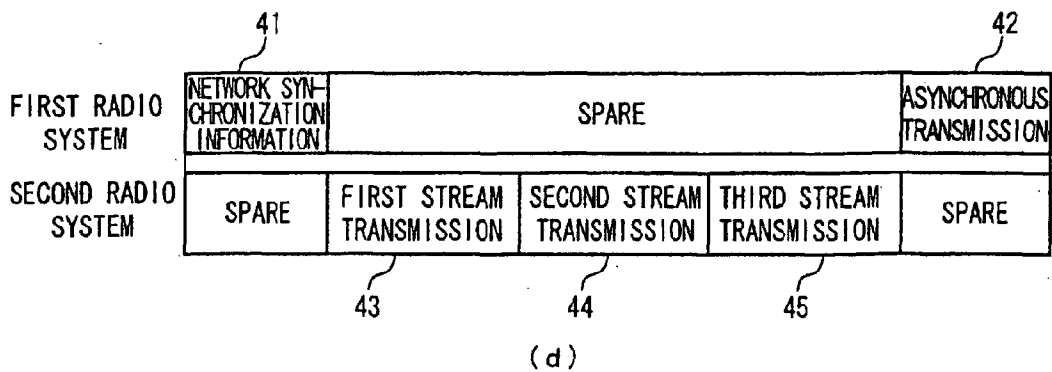 41
42
FIRST RADIO
SYSTEM
NETWORK SYN-
CHRONIZATION
INFORMATION
SPARE
ASYNCHRONOUS
TRANSMISSION
SECOND RADIO
SYSTEM
SPARE
FIRST STREAM
TRANSMISSION
SECOND STREAM
TRANSMISSION
THIRD STREAM
TRANSMISSION
SPARE
43
44
45
(d)